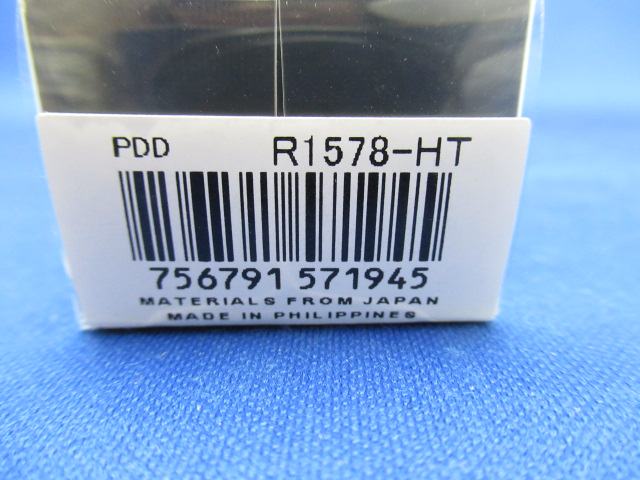 PDD R1578-HT
756791 571945
MATERIALS FROM JAPAN
MADE IN PHILIPPINES